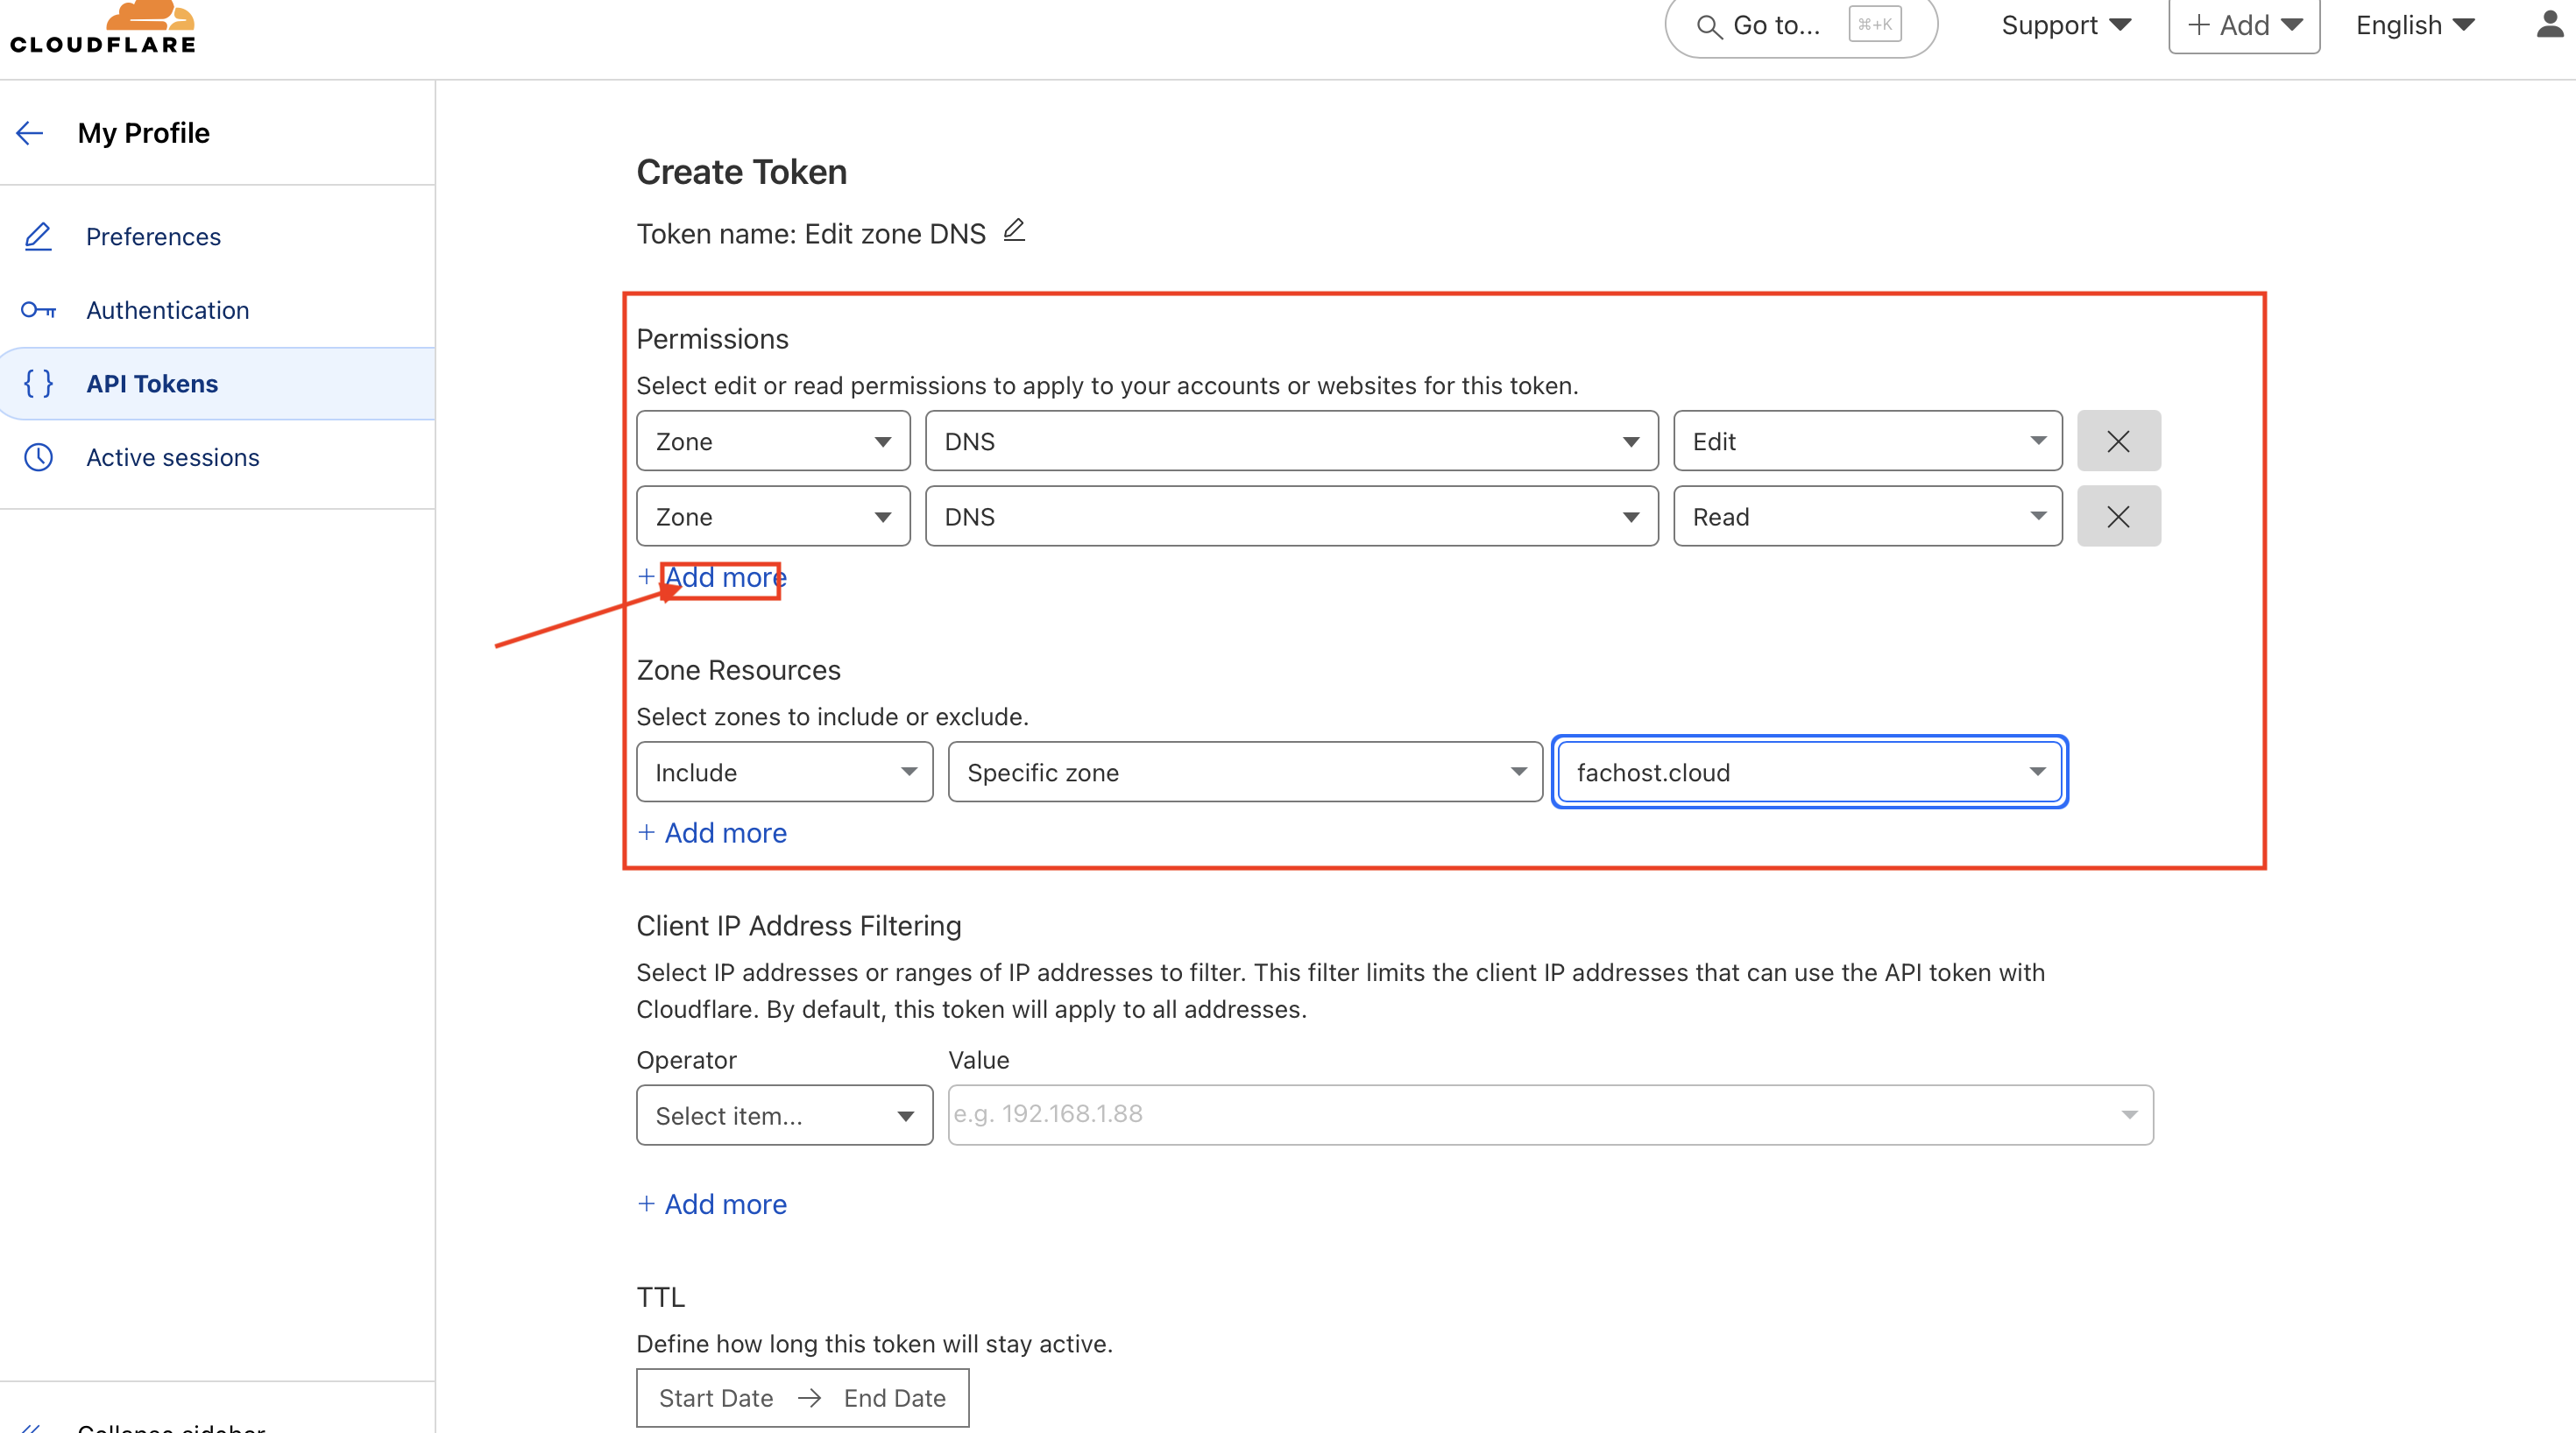 CLOUDFLARE
Go to...
⌘+K
Support
+ Add
English
My Profile
Preferences
Authentication
API Tokens
Active sessions
Collapse sidebar
Create Token
Token name: Edit zone DNS
Permissions
Select edit or read permissions to apply to your accounts or websites for this token.
Zone DNS Edit
Zone DNS Read
+ Add more
Zone Resources
Select zones to include or exclude.
Include Specific zone fachost.cloud
+ Add more
Client IP Address Filtering
Select IP addresses or ranges of IP addresses to filter. This filter limits the client IP addresses that can use the API token with
Cloudflare. By default, this token will apply to all addresses.
Operator Value
Select item... e.g. 192.168.1.88
+ Add more
TTL
Define how long this token will stay active.
Start Date → End Date